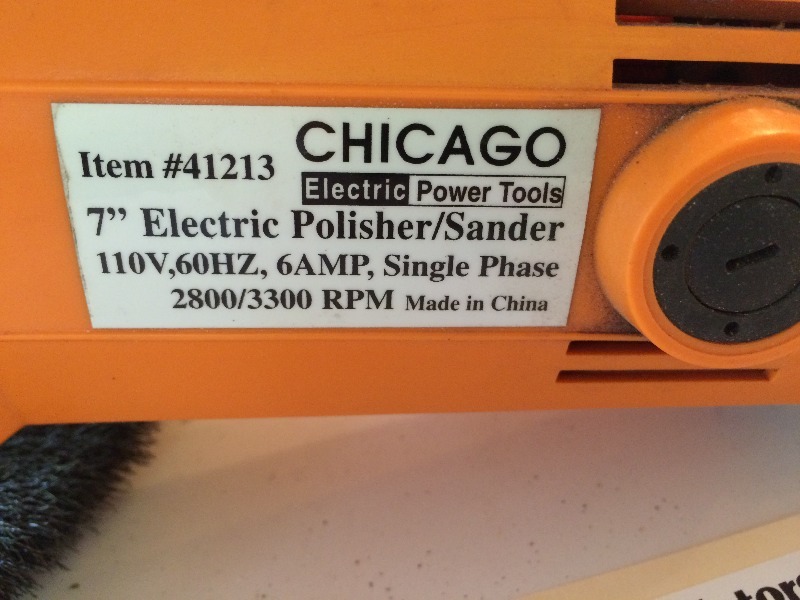 CHICAGO
Item #41213
Electric Power Tools
7” Electric Polisher/Sander
110V,60HZ, 6AMP, Single Phase
2800/3300 RPM Made in China